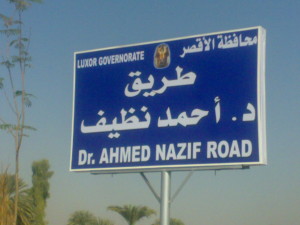 LUXOR GOVERNORATE محافظة الأقصر
طريق
د. أحمد نظيف
Dr. AHMED NAZIF ROAD